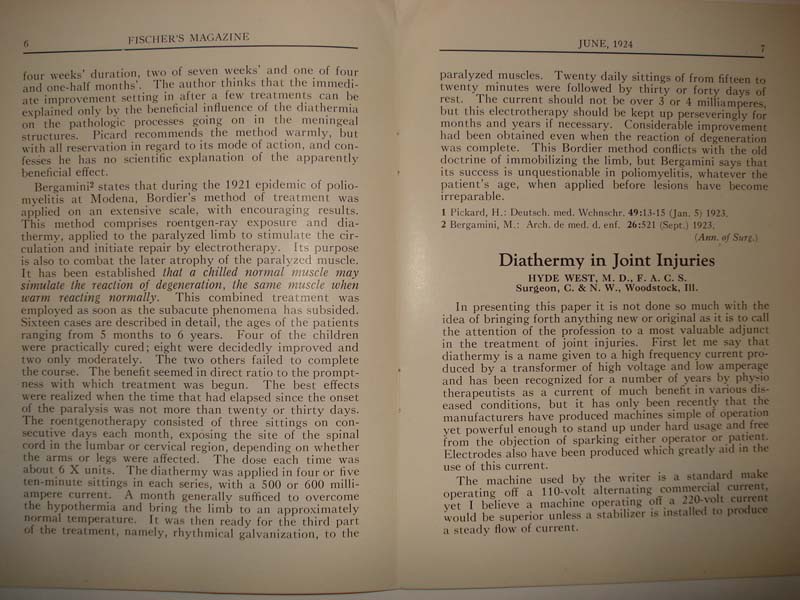 6
FISCHER'S MAGAZINE
four weeks' duration, two of seven weeks' and one of four
and one-half months'. The author thinks that the immedi-
ate improvement setting in after a few treatments can be
explained only by the beneficial influence of the diathermia
on the pathologic processes going on in the meningeal
structures. Picard recommends the method warmly, but
with all reservation in regard to its mode of action, and con-
fesses he has no scientific explanation of the apparently
beneficial effect.
Bergamini² states that during the 1921 epidemic of polio-
myelitis at Modena, Bordier's method of treatment was
applied on an extensive scale, with encouraging results.
This method comprises roentgen-ray exposure and dia-
thermy, applied to the paralyzed limb to stimulate the cir-
culation and initiate repair by electrotherapy. Its purpose
is also to combat the later atrophy of the paralyzed muscle.
It has been established that a chilled normal muscle may
simulate the reaction of degeneration, the same muscle when
warm reacting normally. This combined treatment was
employed as soon as the subacute phenomena has subsided.
Sixteen cases are described in detail, the ages of the patients
ranging from 5 months to 6 years. Four of the children
were practically cured; eight were decidedly improved and
two only moderately. The two others failed to complete
the course. The benefit seemed in direct ratio to the prompt-
ness with which treatment was begun. The best effects
were realized when the time that had elapsed since the onset
of the paralysis was not more than twenty or thirty days.
The roentgenotherapy consisted of three sittings on con-
secutive days each month, exposing the site of the spinal
cord in the lumbar or cervical region, depending on whether
the arms or legs were affected. The dose each time was
about 6 X units. The diathermy was applied in four or five
ten-minute sittings in each series, with a 500 or 600 milli-
ampere current. A month generally sufficed to overcome
the hypothermia and bring the limb to an approximately
normal temperature. It was then ready for the third part
of the treatment, namely, rhythmical galvanization, to the
JUNE, 1924
7
paralyzed muscles. Twenty daily sittings of from fifteen to
twenty minutes were followed by thirty or forty days of
rest. The current should not be over 3 or 4 milliamperes,
but this electrotherapy should be kept up perseveringly for
months and years if necessary. Considerable improvement
had been obtained even when the reaction of degeneration
was complete. This Bordier method conflicts with the old
doctrine of immobilizing the limb, but Bergamini says that
its success is unquestionable in poliomyelitis, whatever the
patient's age, when applied before lesions have become
irreparable.
1 Pickard, H.: Deutsch. med. Wchnschr. 49:13-15 (Jan. 5) 1923.
2 Bergamini, M.: Arch. de med. d. enf. 26:521 (Sept.) 1923.
(Ann. of Surg.)
Diathermy in Joint Injuries
HYDE WEST, M. D., F. A. C. S.
Surgeon, C. & N. W., Woodstock, Ill.
In presenting this paper it is not done so much with the
idea of bringing forth anything new or original as it is to call
the attention of the profession to a most valuable adjunct
in the treatment of joint injuries. First let me say that
diathermy is a name given to a high frequency current pro-
duced by a transformer of high voltage and low amperage
and has been recognized for a number of years by physio
therapeutists as a current of much benefit in various dis-
eased conditions, but it has only been recently that the
manufacturers have produced machines simple of operation
yet powerful enough to stand up under hard usage and free
from the objection of sparking either operator or patient.
Electrodes also have been produced which greatly aid in the
use of this current.
The machine used by the writer is a standard make
operating off a 110-volt alternating commercial current,
yet I believe a machine operating off a 220-volt current
would be superior unless a stabilizer is installed to produce
a steady flow of current.